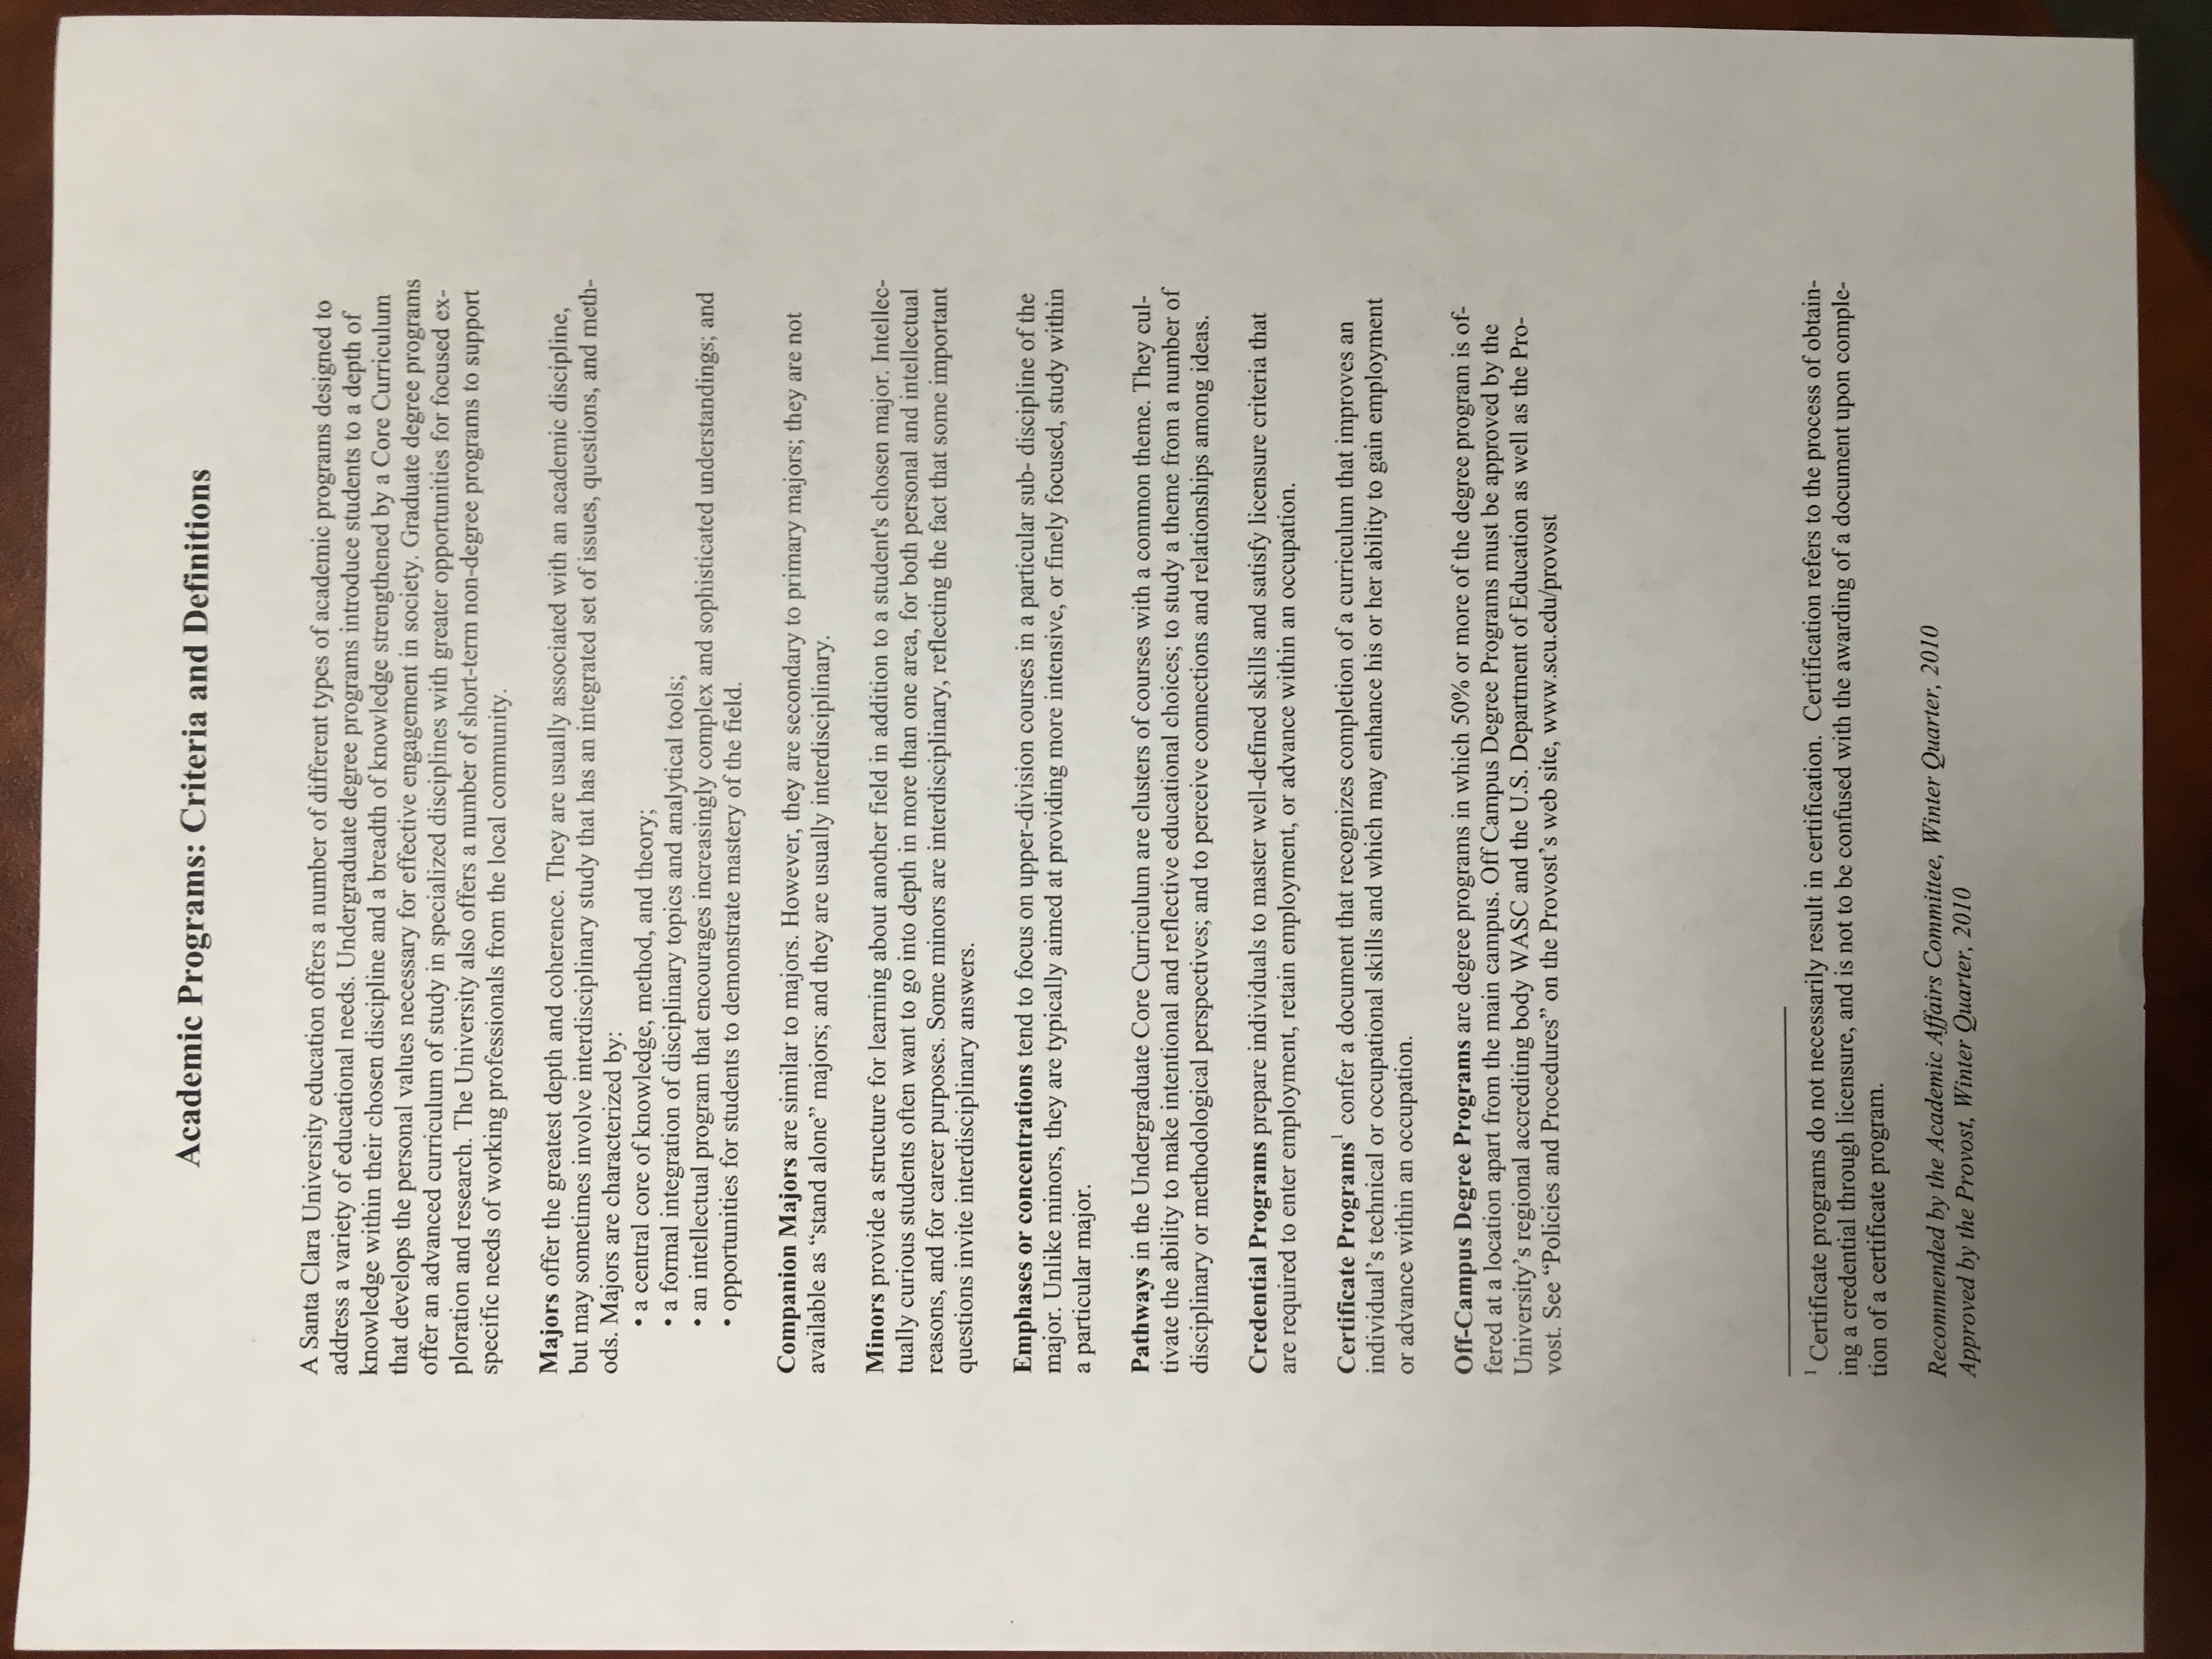 Academic Programs: Criteria and Definitions
A Santa Clara University education offers a number of different types of academic programs designed to
address a variety of educational needs. Undergraduate degree programs introduce students to a depth of
knowledge within their chosen discipline and a breadth of knowledge strengthened by a Core Curriculum
that develops the personal values necessary for effective engagement in society. Graduate degree programs
offer an advanced curriculum of study in specialized disciplines with greater opportunities for focused ex-
ploration and research. The University also offers a number of short-term non-degree programs to support
specific needs of working professionals from the local community.
Majors offer the greatest depth and coherence. They are usually associated with an academic discipline,
but may sometimes involve interdisciplinary study that has an integrated set of issues, questions, and meth-
ods. Majors are characterized by:
• a central core of knowledge, method, and theory;
• a formal integration of disciplinary topics and analytical tools;
• an intellectual program that encourages increasingly complex and sophisticated understandings; and
• opportunities for students to demonstrate mastery of the field.
Companion Majors are similar to majors. However, they are secondary to primary majors; they are not
available as “stand alone” majors; and they are usually interdisciplinary.
Minors provide a structure for learning about another field in addition to a student's chosen major. Intellec-
tually curious students often want to go into depth in more than one area, for both personal and intellectual
reasons, and for career purposes. Some minors are interdisciplinary, reflecting the fact that some important
questions invite interdisciplinary answers.
Emphases or concentrations tend to focus on upper-division courses in a particular sub- discipline of the
major. Unlike minors, they are typically aimed at providing more intensive, or finely focused, study within
a particular major.
Pathways in the Undergraduate Core Curriculum are clusters of courses with a common theme. They cul-
tivate the ability to make intentional and reflective educational choices; to study a theme from a number of
disciplinary or methodological perspectives; and to perceive connections and relationships among ideas.
Credential Programs prepare individuals to master well-defined skills and satisfy licensure criteria that
are required to enter employment, retain employment, or advance within an occupation.
Certificate Programs¹ confer a document that recognizes completion of a curriculum that improves an
individual’s technical or occupational skills and which may enhance his or her ability to gain employment
or advance within an occupation.
Off-Campus Degree Programs are degree programs in which 50% or more of the degree program is of-
fered at a location apart from the main campus. Off Campus Degree Programs must be approved by the
University’s regional accrediting body WASC and the U.S. Department of Education as well as the Pro-
vost. See “Policies and Procedures” on the Provost’s web site, www.scu.edu/provost
¹ Certificate programs do not necessarily result in certification.  Certification refers to the process of obtain-
ing a credential through licensure, and is not to be confused with the awarding of a document upon comple-
tion of a certificate program.
Recommended by the Academic Affairs Committee, Winter Quarter, 2010
Approved by the Provost, Winter Quarter, 2010